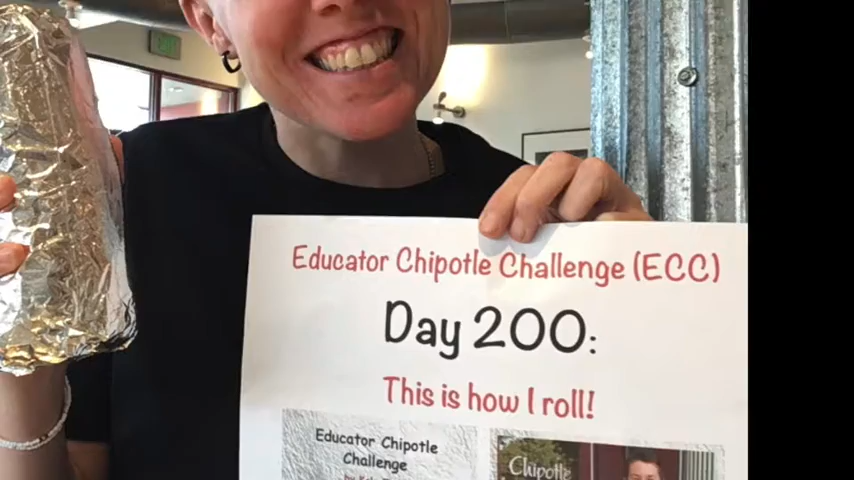 Educator Chipotle Challenge (ECC)
Day 200:
This is how I roll!
Educator Chipotle
Challenge
Chipotle